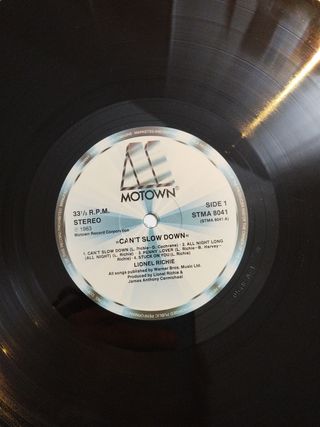 MOTOWN®
33⅓ R.P.M.
STEREO
℗ 1983
Motown Record Corporation
SIDE 1
STMA 8041
(STMA 8041 A)
»CAN'T SLOW DOWN«
1. CAN'T SLOW DOWN (L. Richie - D. Cochrane) - 2. ALL NIGHT LONG
(ALL NIGHT) (L. Richie) - 3. PENNY LOVER (L. Richie - B. Harvey -
Richie) - 4. STUCK ON YOU (L. Richie)
LIONEL RICHIE
All songs published by Warner Bros. Music Ltd.
Produced by Lionel Richie &
James Anthony Carmichael